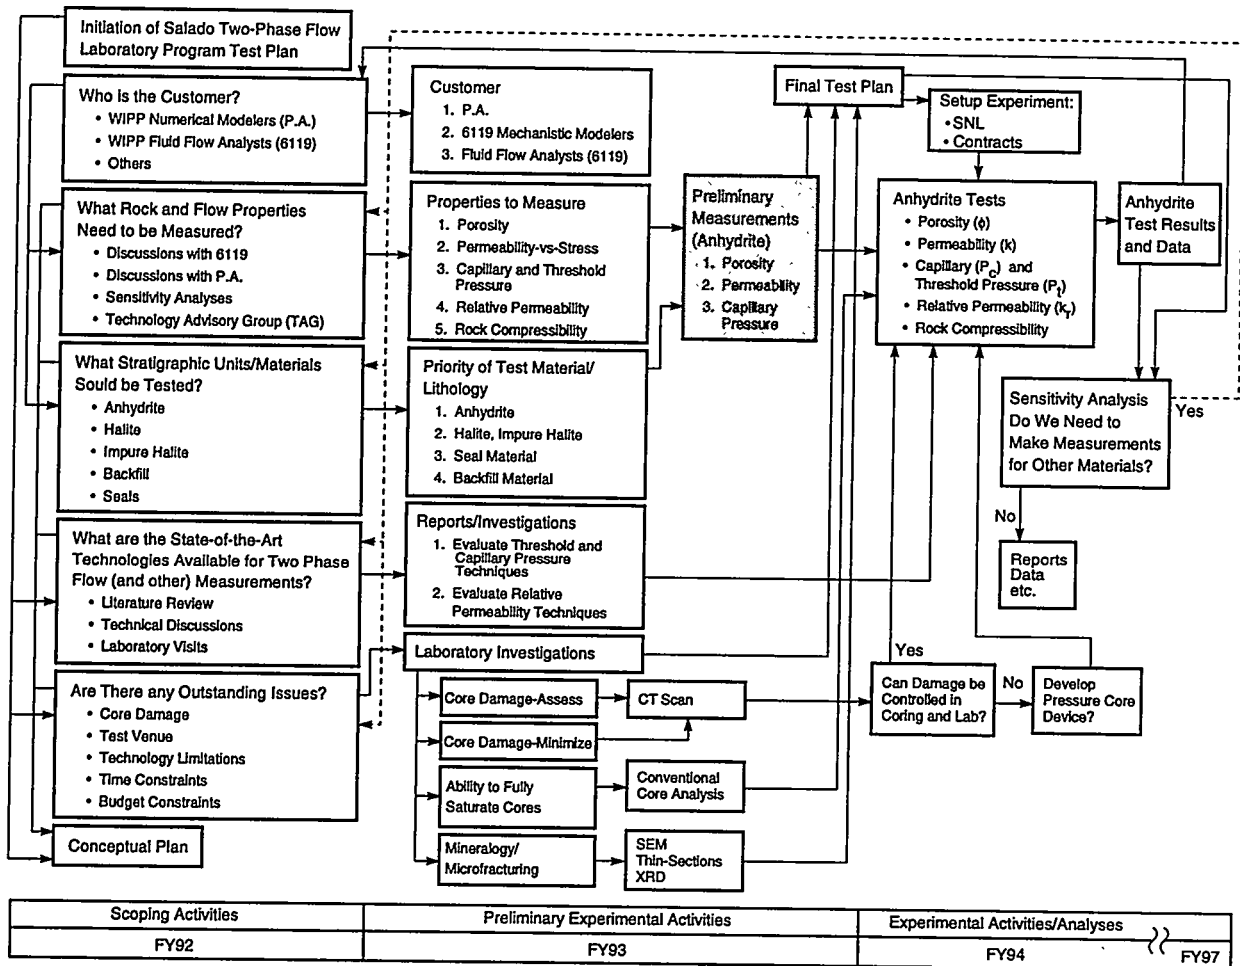 Initiation of Salado Two-Phase Flow
Laboratory Program Test Plan
Who is the Customer?
• WIPP Numerical Modelers (P.A.)
• WIPP Fluid Flow Analysts (6119)
• Others
What Rock and Flow Properties
Need to be Measured?
• Discussions with 6119
• Discussions with P.A.
• Sensitivity Analyses
• Technology Advisory Group (TAG)
What Stratigraphic Units/Materials
Sould be Tested?
• Anhydrite
• Halite
• Impure Halite
• Backfill
• Seals
What are the State-of-the-Art
Technologies Available for Two Phase
Flow (and other) Measurements?
• Literature Review
• Technical Discussions
• Laboratory Visits
Are There any Outstanding Issues?
• Core Damage
• Test Venue
• Technology Limitations
• Time Constraints
• Budget Constraints
Conceptual Plan
Customer
1. P.A.
2. 6119 Mechanistic Modelers
3. Fluid Flow Analysts (6119)
Properties to Measure
1. Porosity
2. Permeability-vs-Stress
3. Capillary and Threshold
Pressure
4. Relative Permeability
5. Rock Compressibility
Priority of Test Material/
Lithology
1. Anhydrite
2. Halite, Impure Halite
3. Seal Material
4. Backfill Material
Reports/Investigations
1. Evaluate Threshold and
Capillary Pressure
Techniques
2. Evaluate Relative
Permeability Techniques
Laboratory Investigations
Core Damage-Assess
Core Damage-Minimize
Ability to Fully
Saturate Cores
Mineralogy/
Microfracturing
CT Scan
Conventional
Core Analysis
SEM
Thin-Sections
XRD
Preliminary
Measurements
(Anhydrite)
1. Porosity
2. Permeability
3. Capillary
Pressure
Final Test Plan
Setup Experiment:
• SNL
• Contracts
Anhydrite Tests
• Porosity (ϕ)
• Permeability (k)
• Capillary (Pc) and
Threshold Pressure (Pt)
• Relative Permeability (kr)
• Rock Compressibility
Anhydrite
Test Results
and Data
Sensitivity Analysis
Do We Need to
Make Measurements
for Other Materials?
Yes
No
Reports
Data
etc.
Yes
Can Damage be
Controlled in
Coring and Lab?
No
Develop
Pressure Core
Device?
Scoping Activities
Preliminary Experimental Activities
Experimental Activities/Analyses
FY92
FY93
FY94
FY97